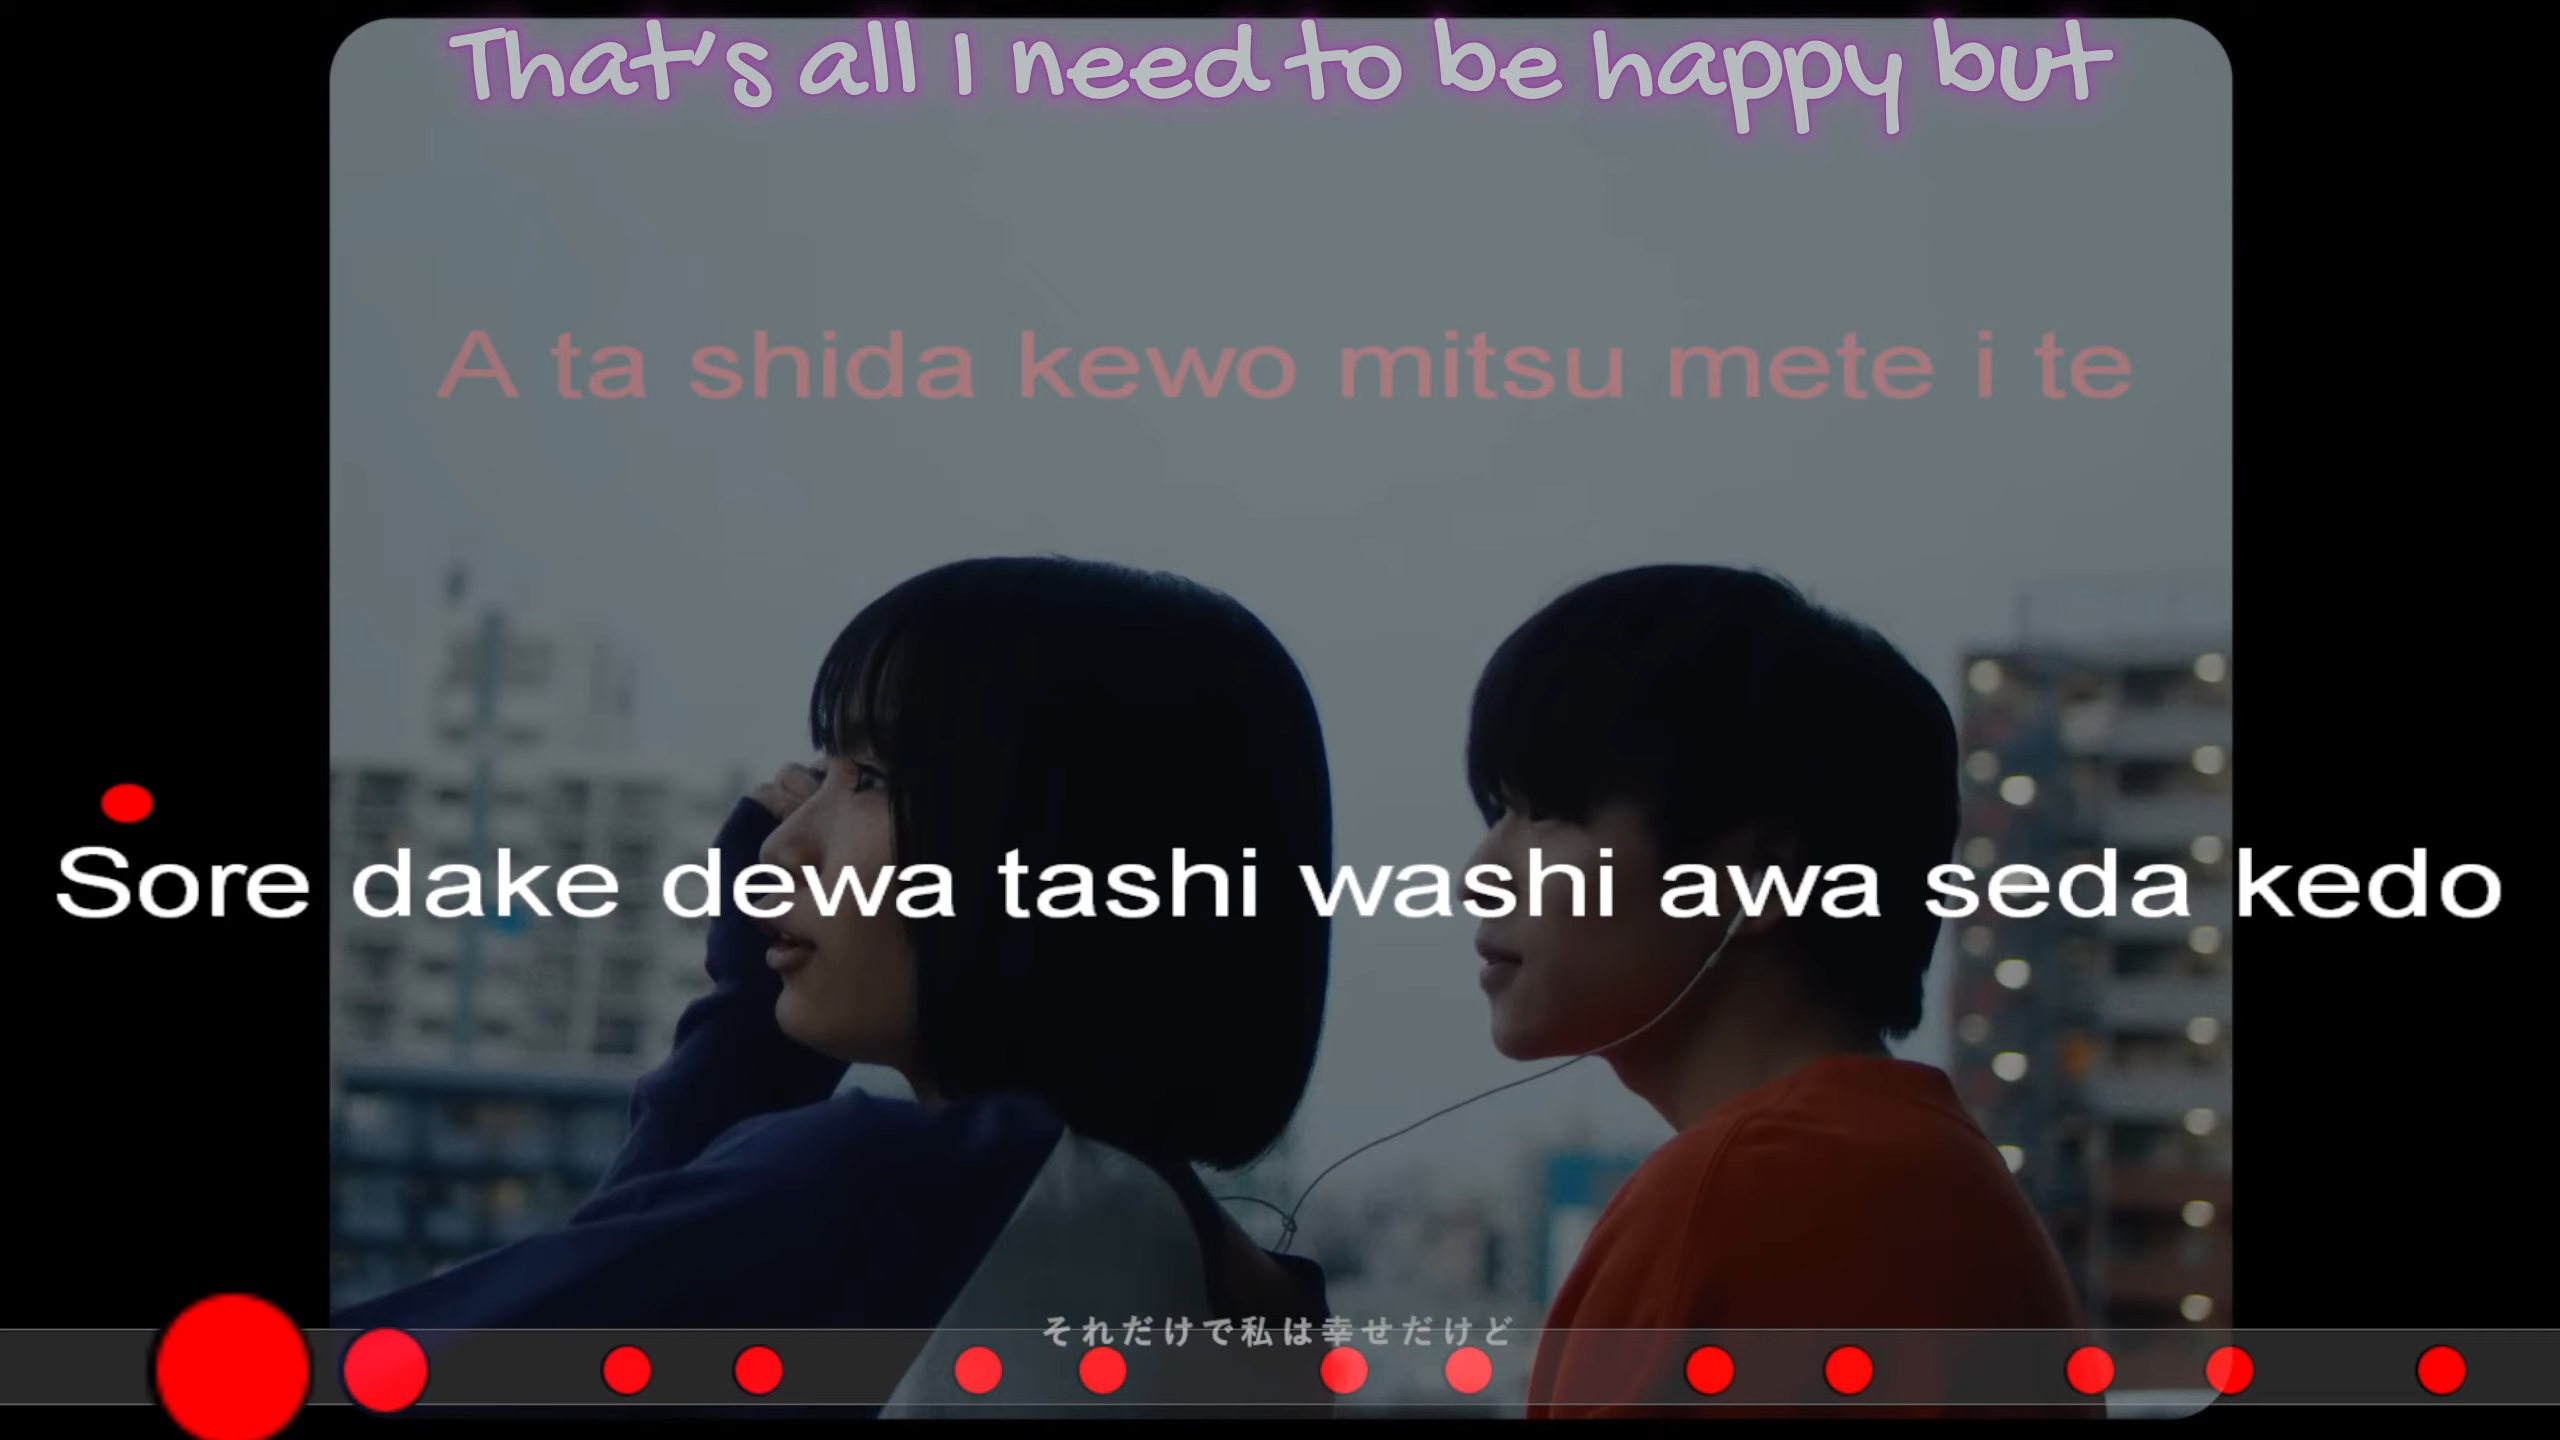 That's all I need to be happy but
A ta shida kewo mitsu mete i te
Sore dake dewa tashi washi awa seda kedo
それだけで私は幸せだけど